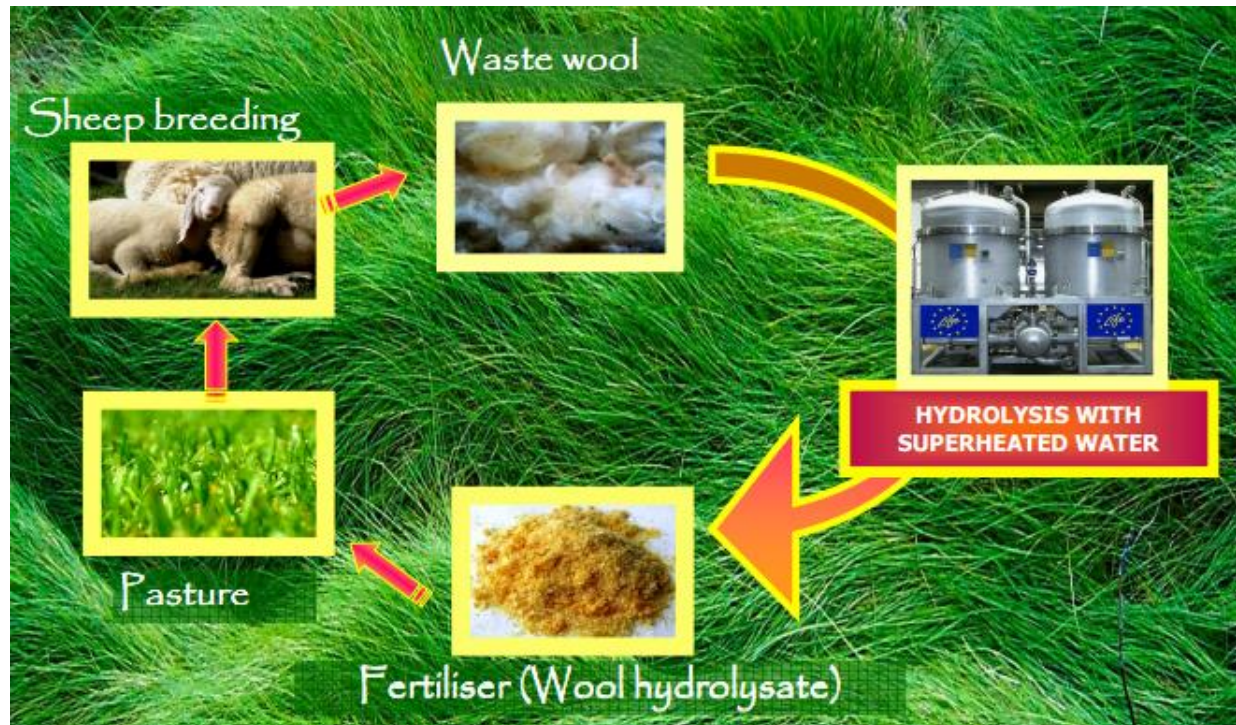 Waste wool
Sheep breeding
HYDROLYSIS WITH
SUPERHEATED WATER
Pasture
Fertiliser (Wool hydrolysate)